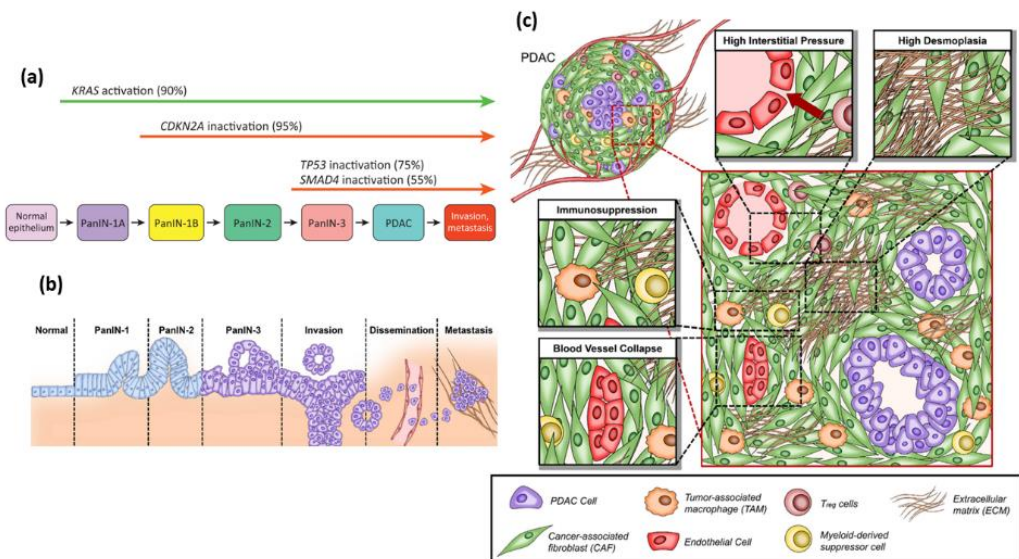 (a)
KRAS activation (90%)
CDKN2A inactivation (95%)
TP53 inactivation (75%)
SMAD4 inactivation (55%)
Normal
epithelium
PanIN-1A
PanIN-1B
PanIN-2
PanIN-3
PDAC
Invasion,
metastasis
(b)
Normal
PanIN-1
PanIN-2
PanIN-3
Invasion
Dissemination
Metastasis
(c)
PDAC
High Interstitial Pressure
High Desmoplasia
Immunosuppression
Blood Vessel Collapse
PDAC Cell
Tumor-associated
macrophage (TAM)
Treg cells
Extracellular
matrix (ECM)
Cancer-associated
fibroblast (CAF)
Endothelial Cell
Myeloid-derived
suppressor cell